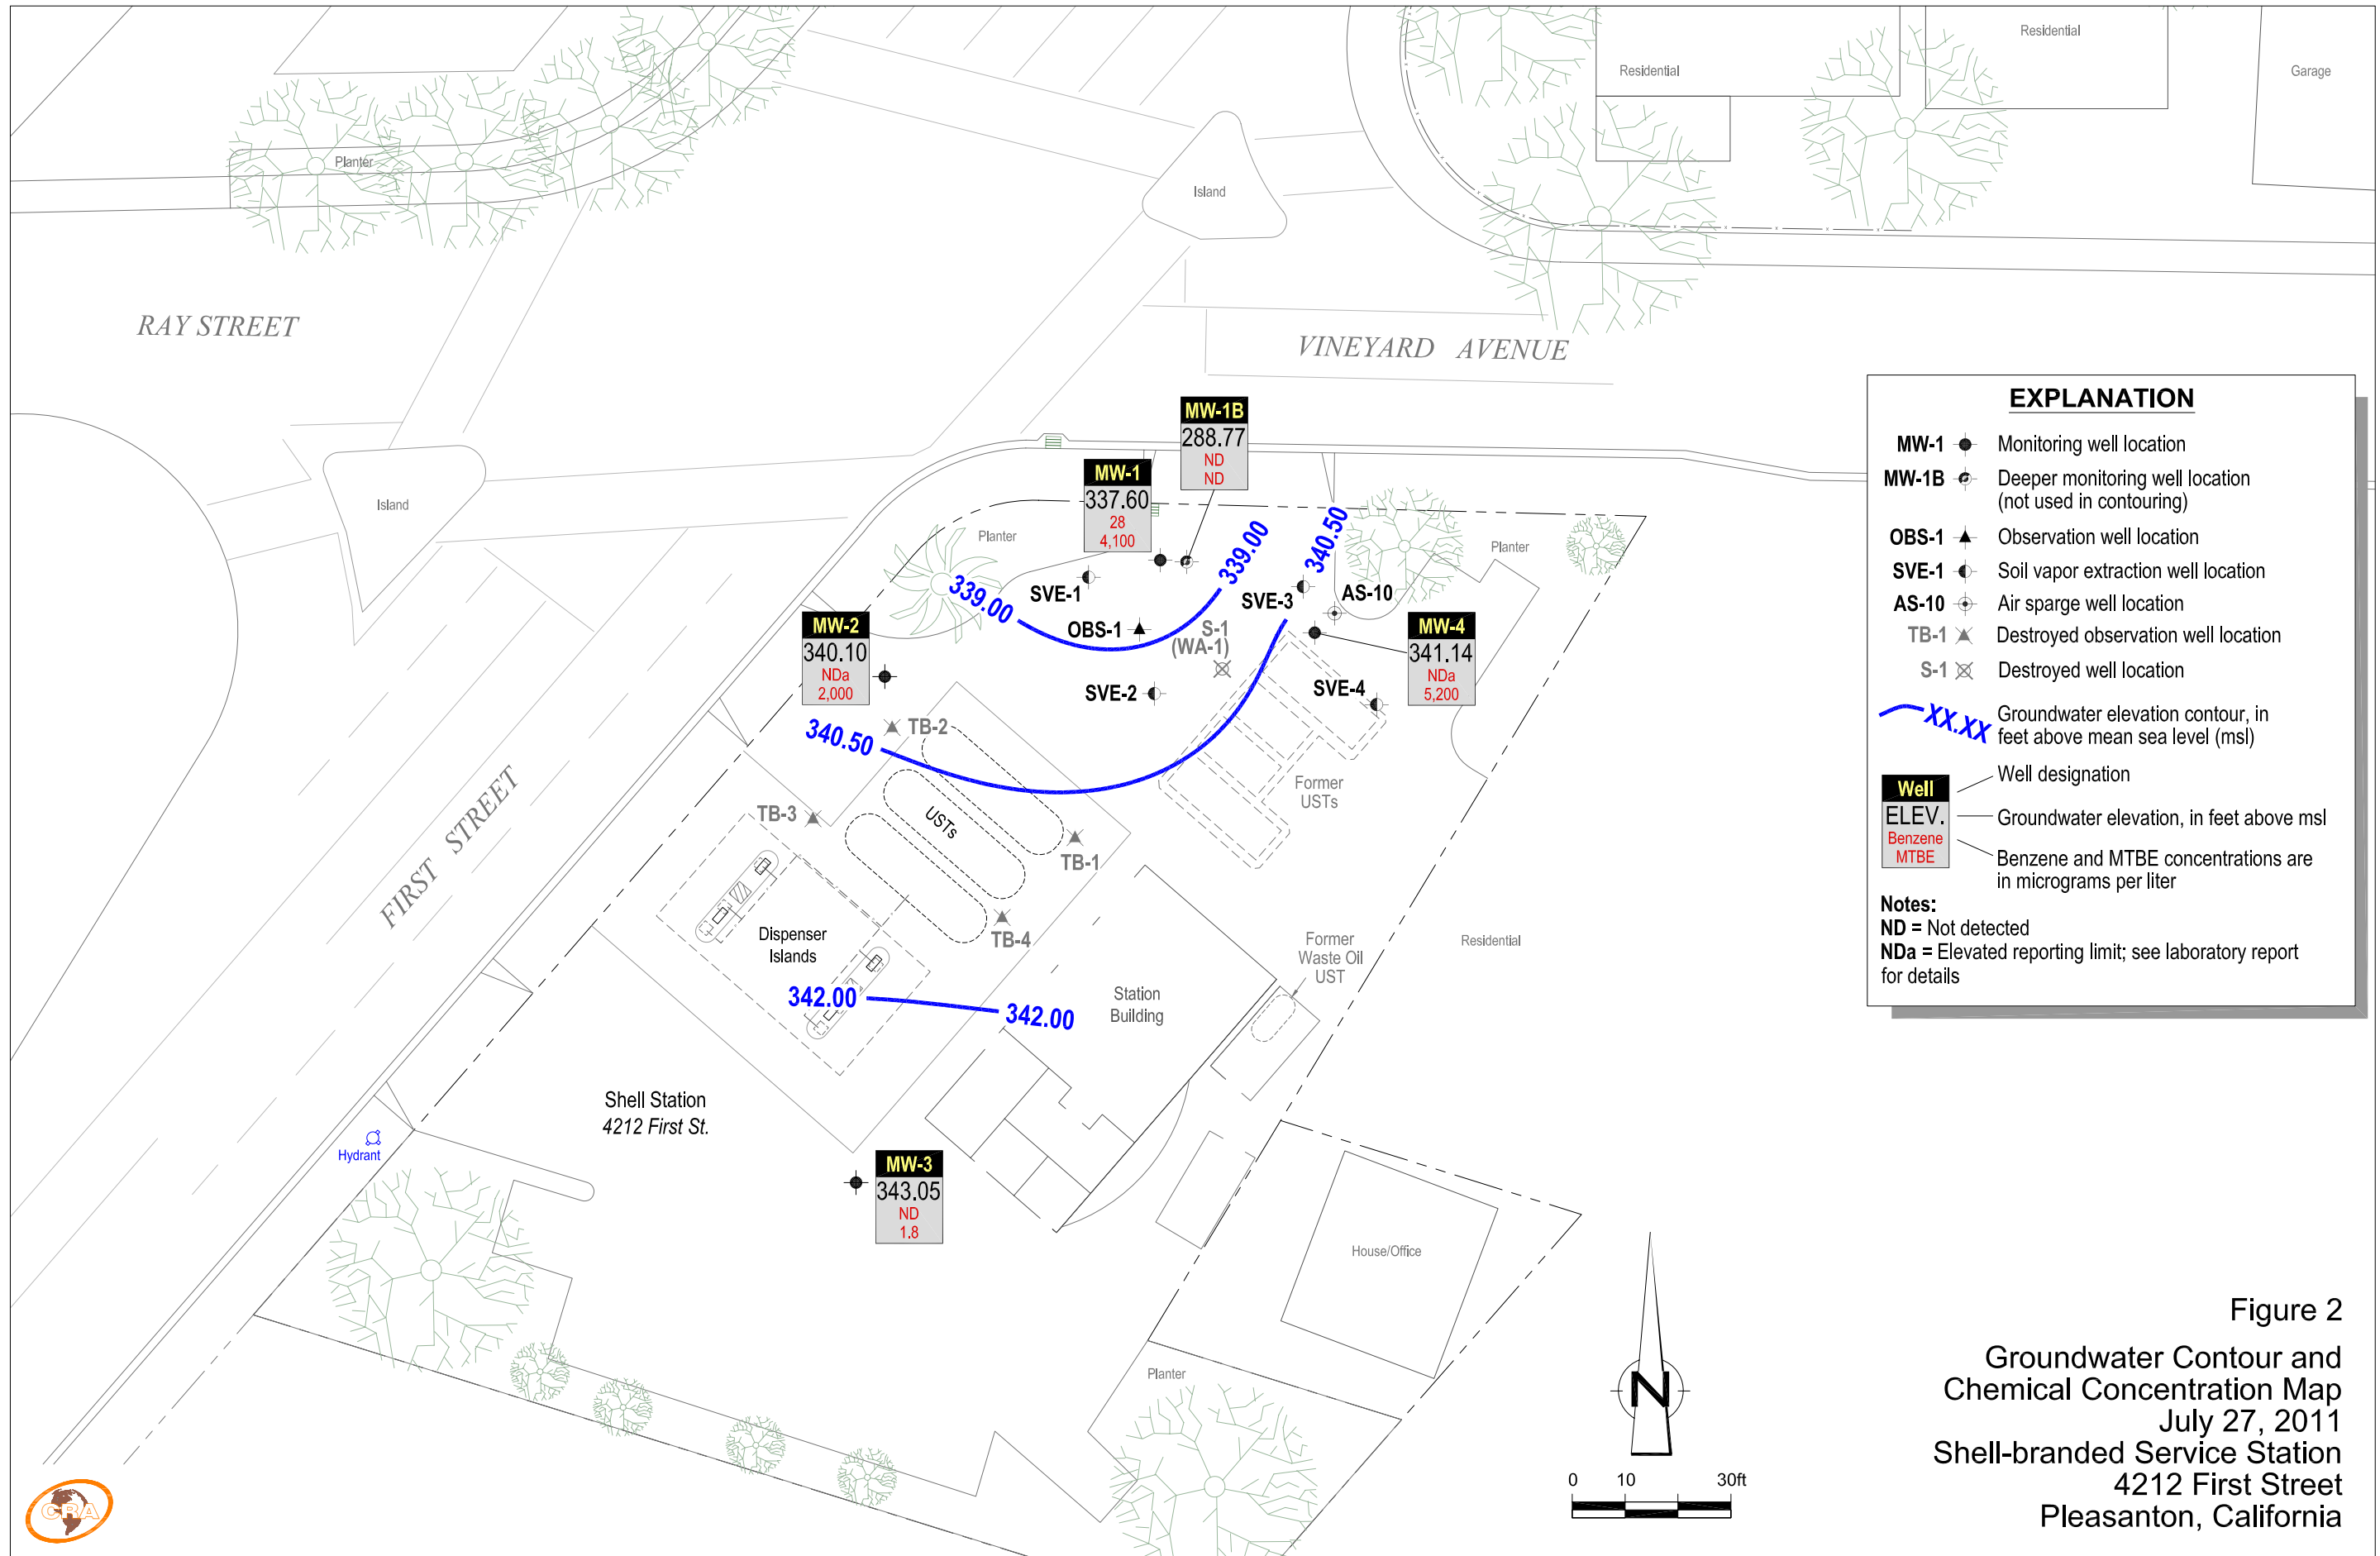 Residential
Residential
Garage
Planter
Island
RAY STREET
VINEYARD AVENUE
Island
MW-1B
288.77
ND
ND
MW-1
337.60
28
4,100
Planter
339.00
339.00
340.50
Planter
SVE-1
SVE-3
AS-10
OBS-1
S-1
(WA-1)
MW-2
340.10
NDa
2,000
MW-4
341.14
NDa
5,200
SVE-2
SVE-4
TB-2
340.50
Former
USTs
TB-3
USTs
TB-1
FIRST STREET
TB-4
Dispenser
Islands
Former
Waste Oil
UST
Residential
342.00
342.00
Station
Building
Shell Station
4212 First St.
Hydrant
MW-3
343.05
ND
1.8
House/Office
Planter
EXPLANATION
MW-1 Monitoring well location
MW-1B Deeper monitoring well location
(not used in contouring)
OBS-1 Observation well location
SVE-1 Soil vapor extraction well location
AS-10 Air sparge well location
TB-1 Destroyed observation well location
S-1 Destroyed well location
XX.XX Groundwater elevation contour, in
feet above mean sea level (msl)
Well
ELEV.
Benzene
MTBE
Well designation
Groundwater elevation, in feet above msl
Benzene and MTBE concentrations are
in micrograms per liter
Notes:
ND = Not detected
NDa = Elevated reporting limit; see laboratory report
for details
N
0 10 30ft
CRA
Figure 2
Groundwater Contour and
Chemical Concentration Map
July 27, 2011
Shell-branded Service Station
4212 First Street
Pleasanton, California